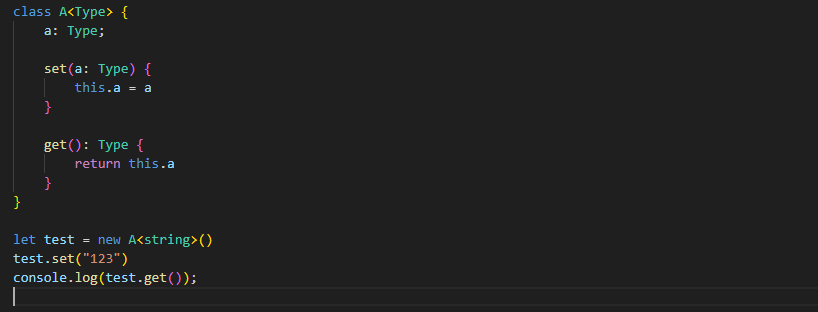 class A<Type> {
    a: Type;
    set(a: Type) {
        this.a = a
    }
    get(): Type {
        return this.a
    }
}
let test = new A<string>()
test.set("123")
console.log(test.get());